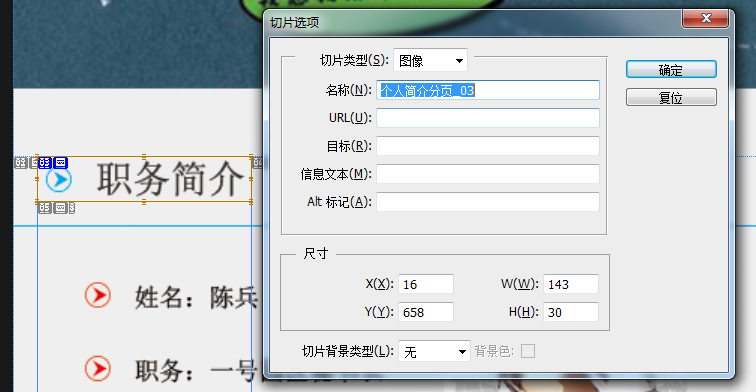 切片选项
切片类型(S): 图像
确定
名称(N): 个人简介分页_03
复位
URL(U):
目标(R):
信息文本(M):
Alt 标记(A):
03
职务简介
05
尺寸
X(X): 16 W(W): 143
Y(Y): 658 H(H): 30
切片背景类型(L): 无 背景色:
姓名：陈兵
职务：一号